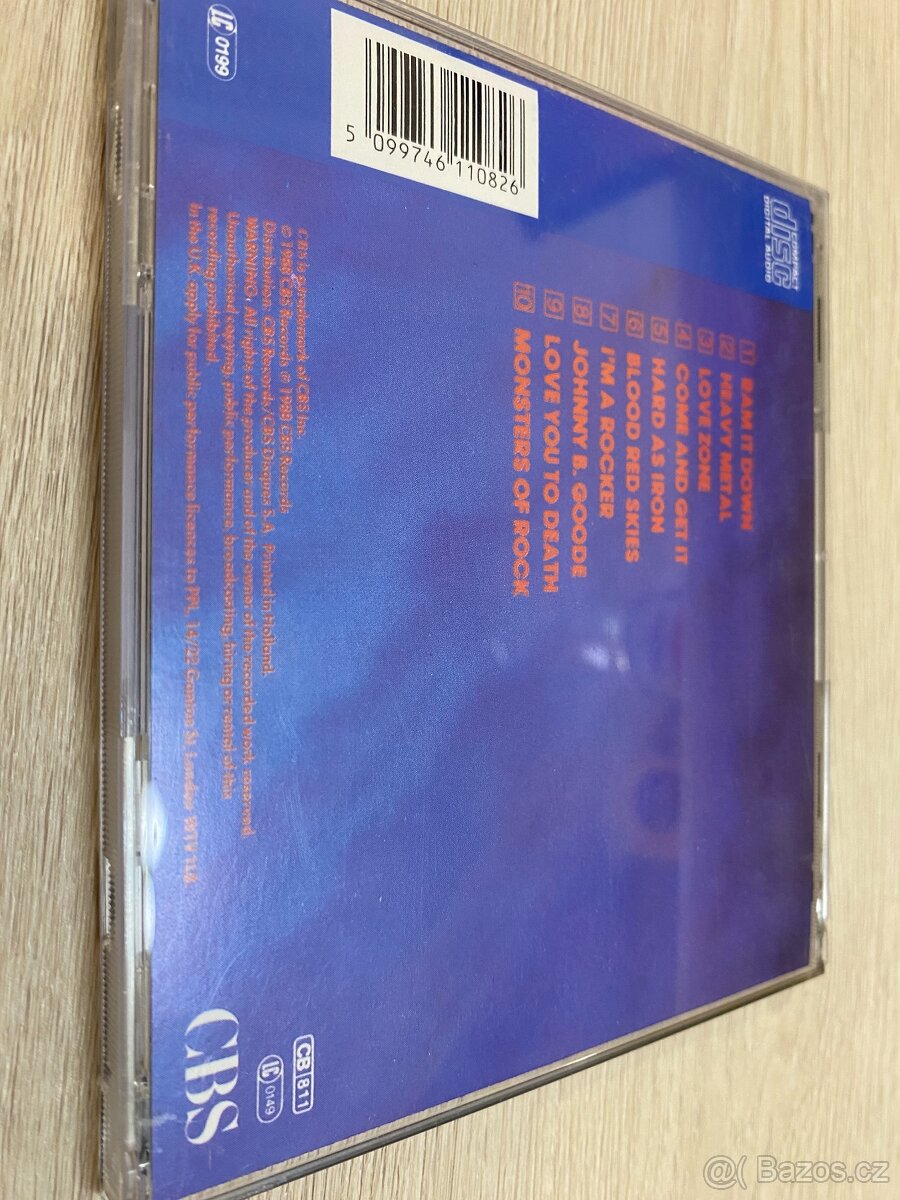 COMPACT
disc
DIGITAL AUDIO
1 RAM IT DOWN
2 HEAVY METAL
3 LOVE ZONE
4 COME AND GET IT
5 HARD AS IRON
6 BLOOD RED SKIES
7 I'M A ROCKER
8 JOHNNY B. GOODE
9 LOVE YOU TO DEATH
10 MONSTERS OF ROCK
5 099746 110826
LC 0199
CBS is a trademark of CBS Inc.
© 1988 CBS Records ℗ 1988 CBS Records
Distribution: CBS Records/CBS Disques S.A. Printed in Holland.
WARNING: All rights of the producer and of the owner of the recorded work reserved.
Unauthorised copying, public performance, broadcasting, hiring or rental of this
recording prohibited.
In the U.K. apply for public performance licences to PPL, 14/22 Ganton St, London W1V 1LB.
CB 811
LC 0149
CBS
@( Bazos.cz